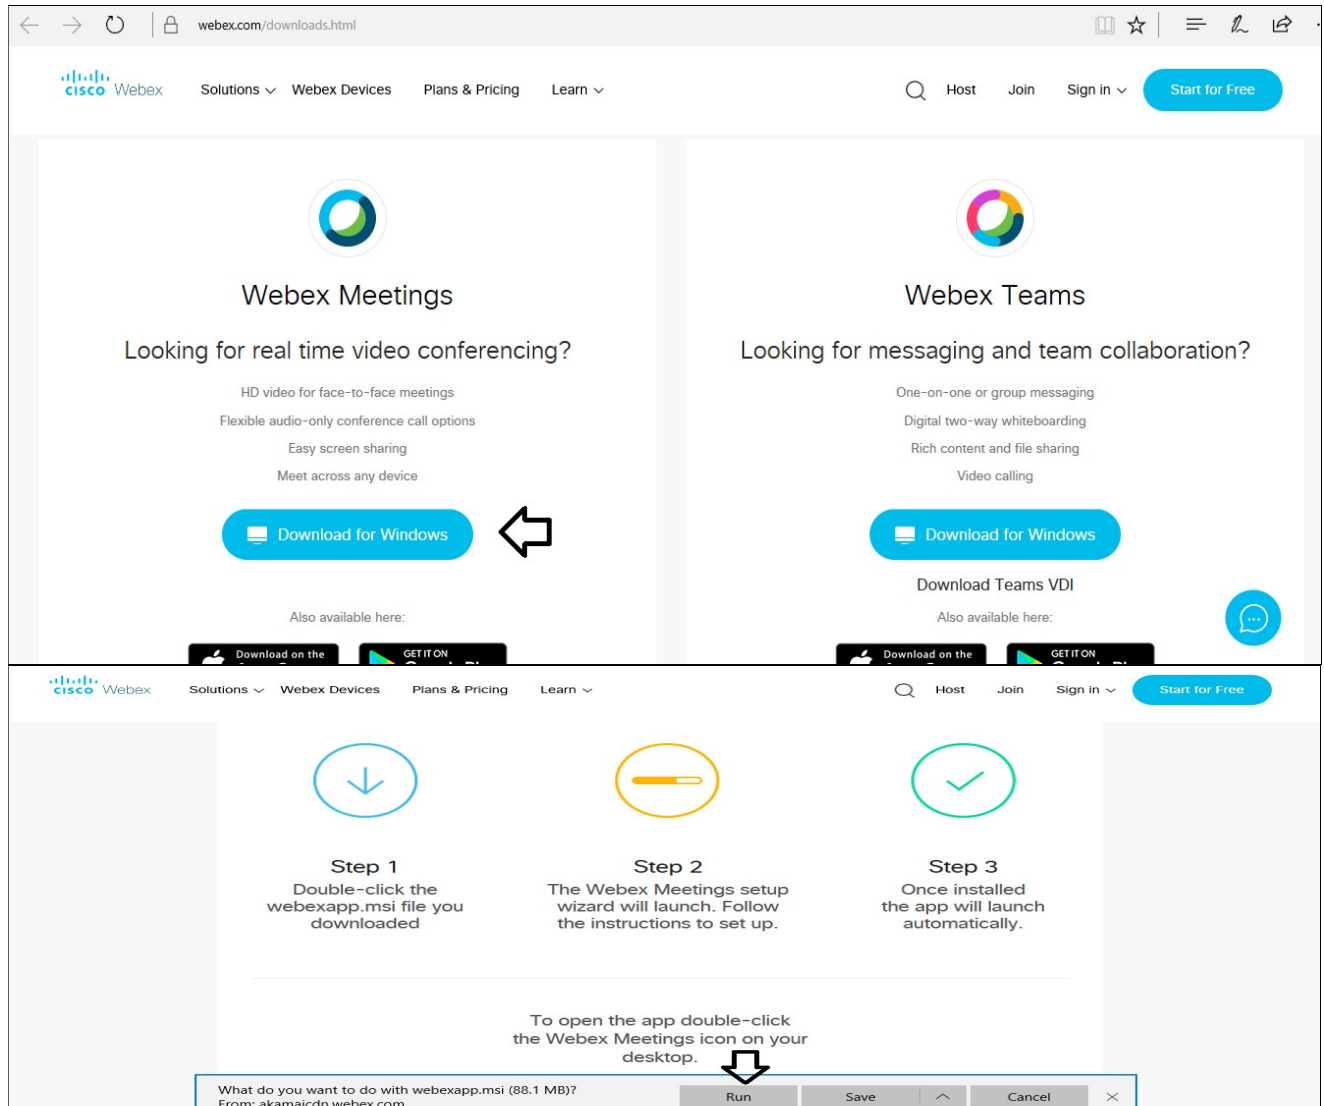 webex.com/downloads.html
CISCO Webex Solutions Webex Devices Plans & Pricing Learn Host Join Sign in Start for Free
Webex Meetings
Looking for real time video conferencing?
HD video for face-to-face meetings
Flexible audio-only conference call options
Easy screen sharing
Meet across any device
Download for Windows
Also available here:
Download on the
GET IT ON
Webex Teams
Looking for messaging and team collaboration?
One-on-one or group messaging
Digital two-way whiteboarding
Rich content and file sharing
Video calling
Download for Windows
Download Teams VDI
Also available here:
Download on the
GET IT ON
CISCO Webex Solutions Webex Devices Plans & Pricing Learn Host Join Sign in Start for Free
Step 1
Double-click the
webexapp.msi file you
downloaded
Step 2
The Webex Meetings setup
wizard will launch. Follow
the instructions to set up.
Step 3
Once installed
the app will launch
automatically.
To open the app double-click
the Webex Meetings icon on your
desktop.
What do you want to do with webexapp.msi (88.1 MB)?
From: akamaicdn.webex.com
Run Save Cancel